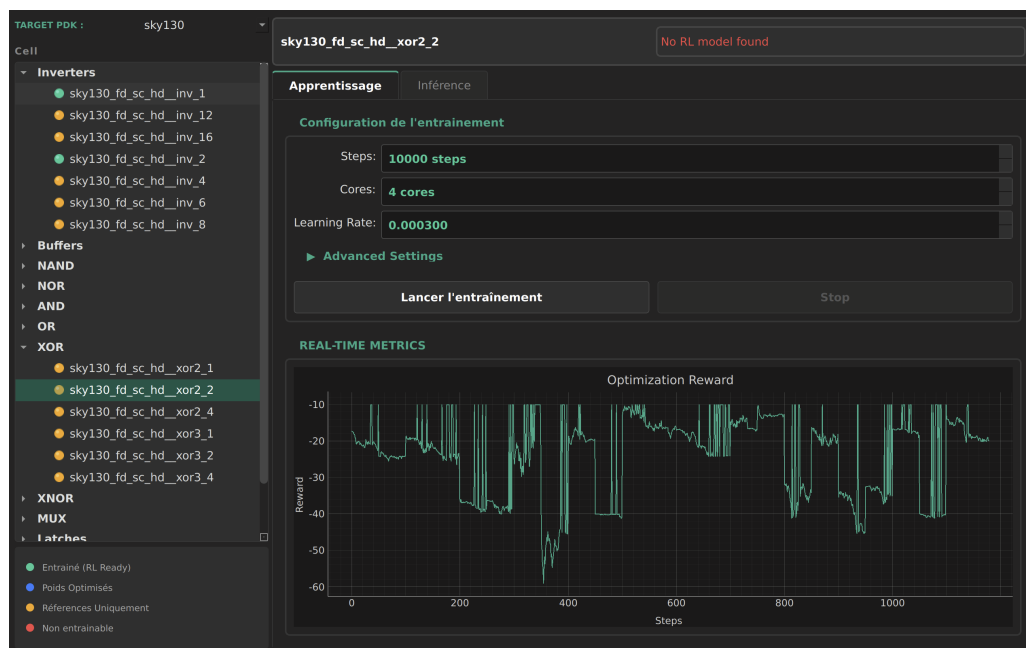 TARGET PDK : sky130
Cell
Inverters
sky130_fd_sc_hd__inv_1
sky130_fd_sc_hd__inv_12
sky130_fd_sc_hd__inv_16
sky130_fd_sc_hd__inv_2
sky130_fd_sc_hd__inv_4
sky130_fd_sc_hd__inv_6
sky130_fd_sc_hd__inv_8
Buffers
NAND
NOR
AND
OR
XOR
sky130_fd_sc_hd__xor2_1
sky130_fd_sc_hd__xor2_2
sky130_fd_sc_hd__xor2_4
sky130_fd_sc_hd__xor3_1
sky130_fd_sc_hd__xor3_2
sky130_fd_sc_hd__xor3_4
XNOR
MUX
Latches
Entrainé (RL Ready)
Poids Optimisés
Réferences Uniquement
Non entrainable
sky130_fd_sc_hd__xor2_2
No RL model found
Apprentissage Inférence
Configuration de l'entrainement
Steps: 10000 steps
Cores: 4 cores
Learning Rate: 0.000300
▶ Advanced Settings
Lancer l'entraînement Stop
REAL-TIME METRICS
Optimization Reward
-10
-20
-30
-40
-50
-60
Reward
0 200 400 600 800 1000
Steps